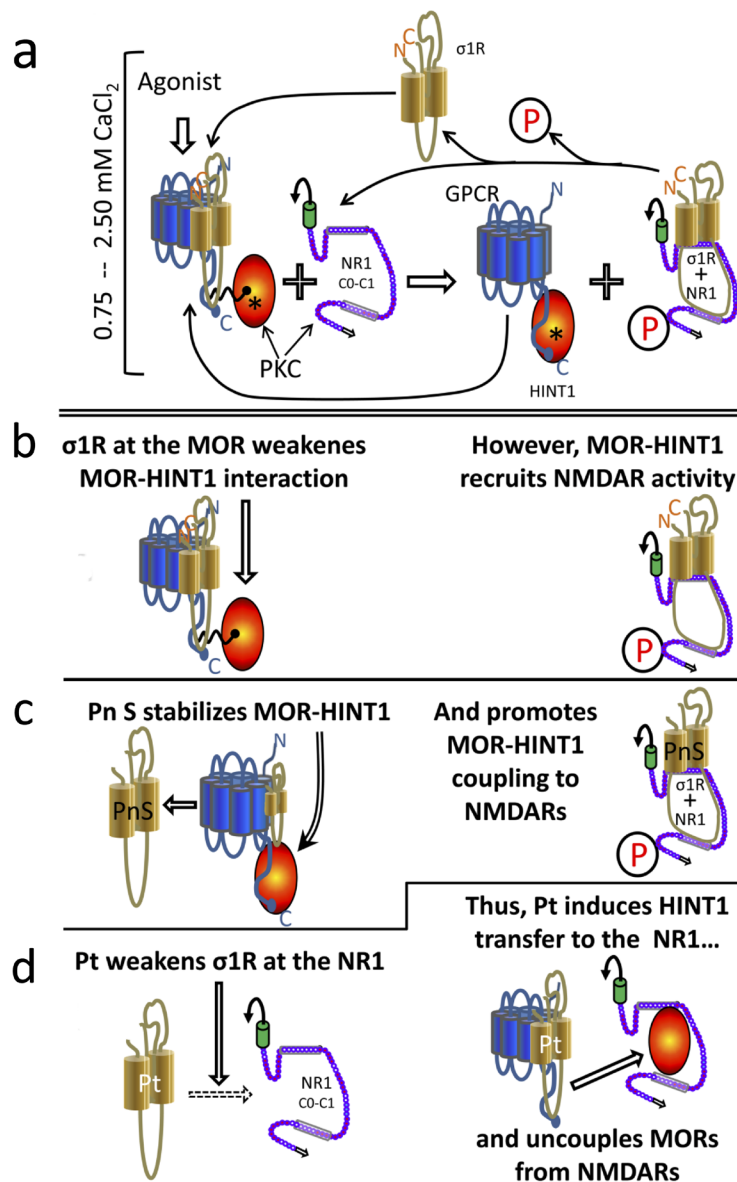 a
0.75 -- 2.50 mM CaCl2
Agonist
N
C
σ1R
P
N
C
N
C
*
PKC
NR1
C0-C1
GPCR
N
*
C
HINT1
N
C
σ1R
+
NR1
P
b
σ1R at the MOR weakenes
MOR-HINT1 interaction
However, MOR-HINT1
recruits NMDAR activity
N
C
N
C
N
C
P
c
Pn S stabilizes MOR-HINT1
And promotes
MOR-HINT1
coupling to
NMDARs
PnS
N
C
PnS
σ1R
+
NR1
P
d
Pt weakens σ1R at the NR1
Thus, Pt induces HINT1
transfer to the NR1...
Pt
NR1
C0-C1
Pt
and uncouples MORs
from NMDARs